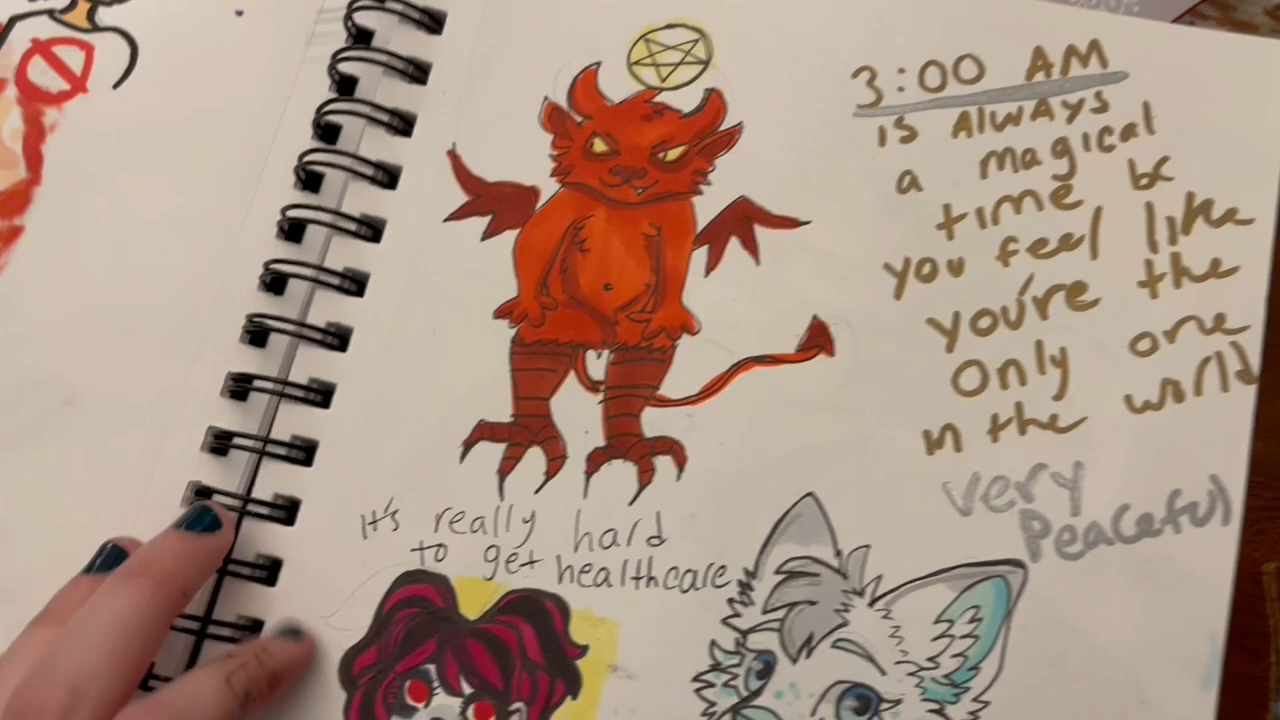 3:00 AM
is Always
a magical
time bc
you feel like
you're the
only one
in the world
very
Peaceful
It's really hard
to get healthcare